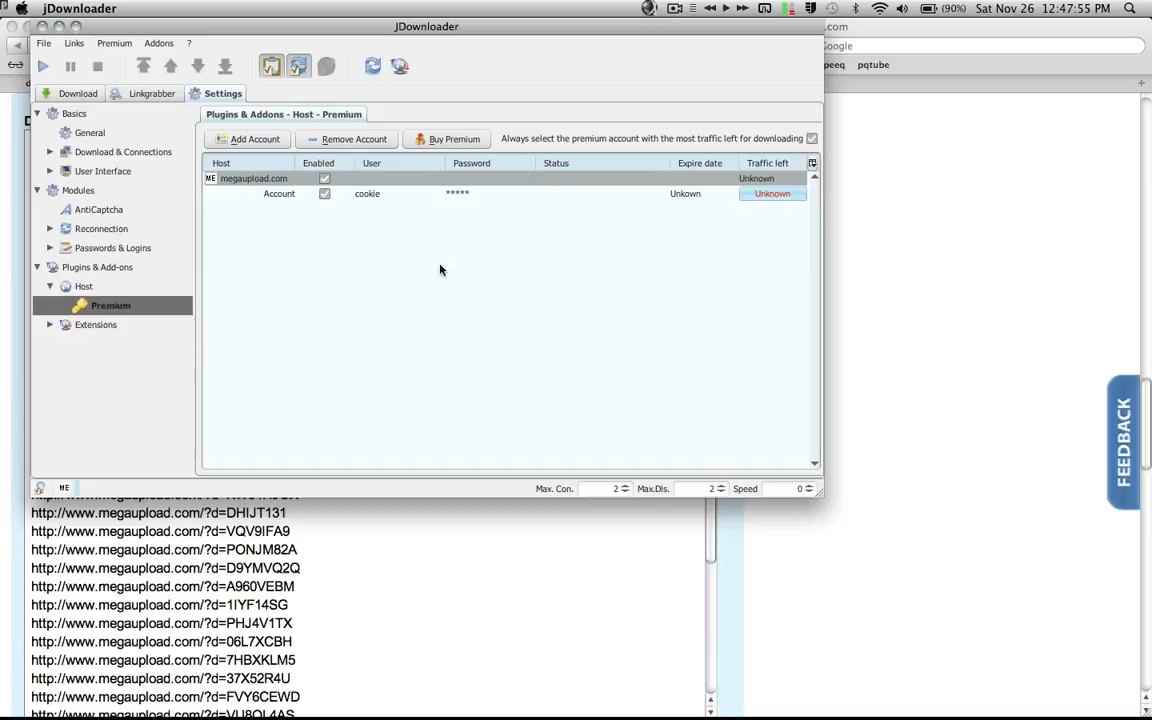 jDownloader
(90%) Sat Nov 26 12:47:55 PM
jDownloader
.com
File Links Premium Addons ?
Google
peeq pqtube
Download Linkgrabber Settings
Basics
General
Download & Connections
User Interface
Modules
AntiCaptcha
Reconnection
Passwords & Logins
Plugins & Add-ons
Host
Premium
Extensions
Plugins & Addons - Host - Premium
Add Account Remove Account Buy Premium Always select the premium account with the most traffic left for downloading
Host Enabled User Password Status Expire date Traffic left
ME megaupload.com Unknown
Account cookie ***** Unkown Unknown
ME
Max. Con. 2 Max.Dls. 2 Speed 0
http://www.megaupload.com/?d=DHIJT131
http://www.megaupload.com/?d=VQV9IFA9
http://www.megaupload.com/?d=PONJM82A
http://www.megaupload.com/?d=D9YMVQ2Q
http://www.megaupload.com/?d=A960VEBM
http://www.megaupload.com/?d=1IYF14SG
http://www.megaupload.com/?d=PHJ4V1TX
http://www.megaupload.com/?d=06L7XCBH
http://www.megaupload.com/?d=7HBXKLM5
http://www.megaupload.com/?d=37X52R4U
http://www.megaupload.com/?d=FVY6CEWD
FEEDBACK